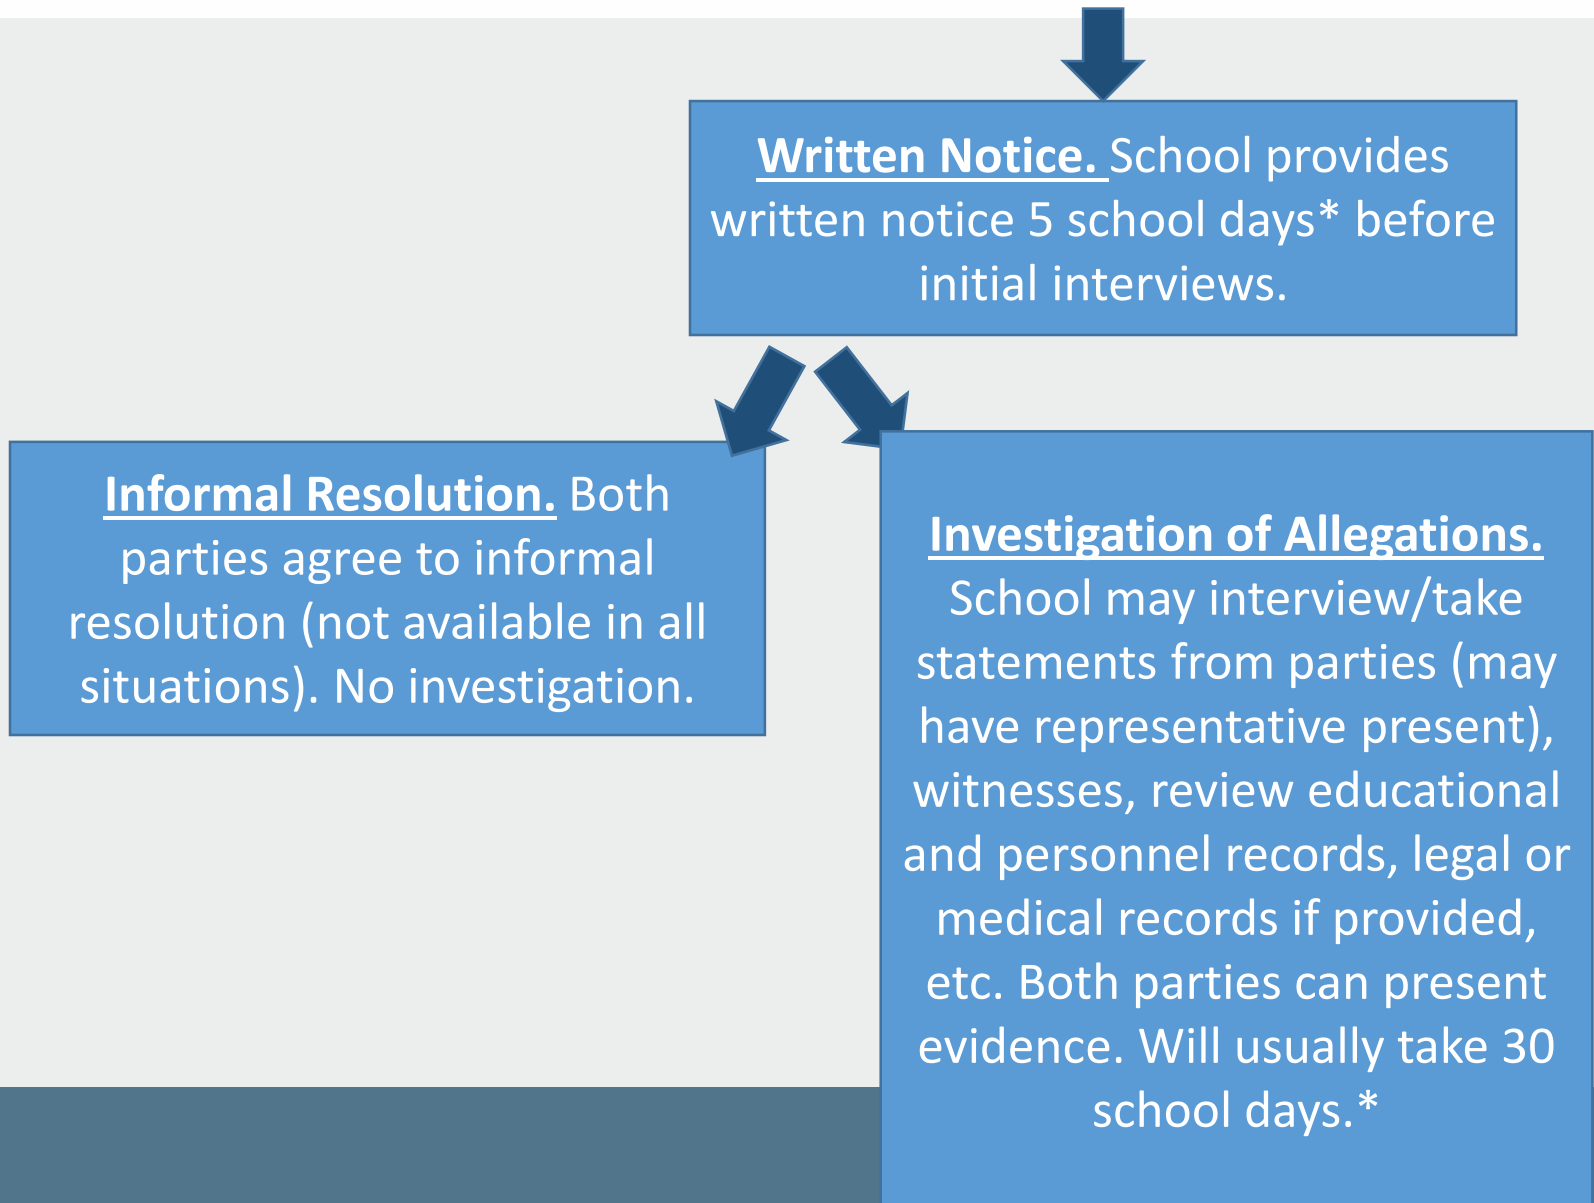 Written Notice. School provides
written notice 5 school days* before
initial interviews.
Informal Resolution. Both
parties agree to informal
resolution (not available in all
situations). No investigation.
Investigation of Allegations.
School may interview/take
statements from parties (may
have representative present),
witnesses, review educational
and personnel records, legal or
medical records if provided,
etc. Both parties can present
evidence. Will usually take 30
school days.*